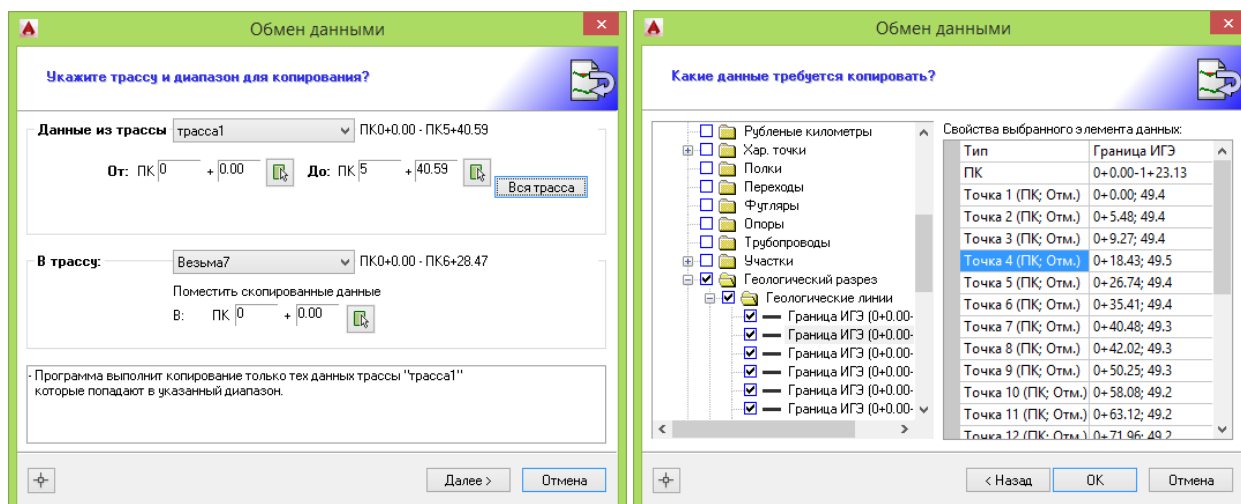 Обмен данными
Укажите трассу и диапазон для копирования?
Данные из трассы трасса1 ПК0+0.00 - ПК5+40.59
От: ПК 0 + 0.00 До: ПК 5 + 40.59
Вся трасса
В трассу: Везьма7 ПК0+0.00 - ПК6+28.47
Поместить скопированные данные
В: ПК 0 + 0.00
- Программа выполнит копирование только тех данных трассы "трасса1"
которые попадают в указанный диапазон.
Далее > Отмена
Обмен данными
Какие данные требуется копировать?
Рубленые километры
Хар. точки
Полки
Переходы
Футляры
Опоры
Трубопроводы
Участки
Геологический разрез
Геологические линии
Граница ИГЭ (0+0.00-
Граница ИГЭ (0+0.00-
Граница ИГЭ (0+0.00-
Граница ИГЭ (0+0.00-
Граница ИГЭ (0+0.00-
Граница ИГЭ (0+0.00-
Свойства выбранного элемента данных:
Тип Граница ИГЭ
ПК 0+0.00-1+23.13
Точка 1 (ПК; Отм.) 0+0.00; 49.4
Точка 2 (ПК; Отм.) 0+5.48; 49.4
Точка 3 (ПК; Отм.) 0+9.27; 49.4
Точка 4 (ПК; Отм.) 0+18.43; 49.5
Точка 5 (ПК; Отм.) 0+26.74; 49.4
Точка 6 (ПК; Отм.) 0+35.41; 49.4
Точка 7 (ПК; Отм.) 0+40.48; 49.3
Точка 8 (ПК; Отм.) 0+42.02; 49.3
Точка 9 (ПК; Отм.) 0+50.25; 49.3
Точка 10 (ПК; Отм.) 0+58.08; 49.2
Точка 11 (ПК; Отм.) 0+63.12; 49.2
Точка 12 (ПК; Отм.) 0+71.96; 49.2
< Назад OK Отмена